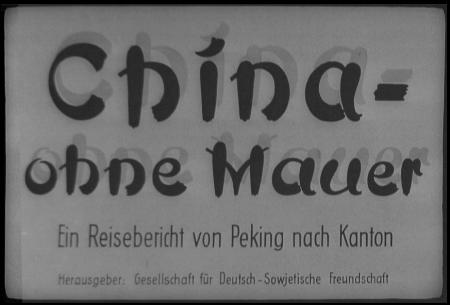 China-
ohne Mauer
Ein Reisebericht von Peking nach Kanton
Herausgeber: Gesellschaft für Deutsch-Sowjetische Freundschaft